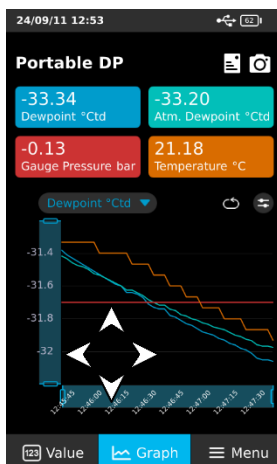 24/09/11 12:53 62
Portable DP
-33.34
Dewpoint °Ctd
-33.20
Atm. Dewpoint °Ctd
-0.13
Gauge Pressure bar
21.18
Temperature °C
Dewpoint °Ctd
-31.4
-31.6
-31.8
-32
12:45:45 12:46:00 12:46:15 12:46:30 12:46:45 12:47:00 12:47:15 12:47:30
123 Value Graph Menu